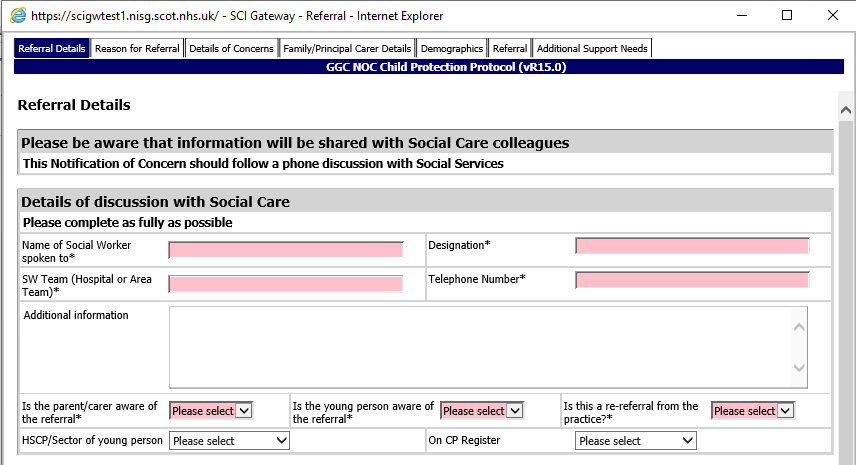 https://scigwtest1.nisg.scot.nhs.uk/ - SCI Gateway - Referral - Internet Explorer
Referral Details Reason for Referral Details of Concerns Family/Principal Carer Details Demographics Referral Additional Support Needs
GGC NOC Child Protection Protocol (vR15.0)
Referral Details
Please be aware that information will be shared with Social Care colleagues
This Notification of Concern should follow a phone discussion with Social Services
Details of discussion with Social Care
Please complete as fully as possible
Name of Social Worker
spoken to*
Designation*
SW Team (Hospital or Area
Team)*
Telephone Number*
Additional information
Is the parent/carer aware of
the referral*
Please select
Is the young person aware of
the referral*
Please select
Is this a re-referral from the
practice?*
Please select
HSCP/Sector of young person
Please select
On CP Register
Please select